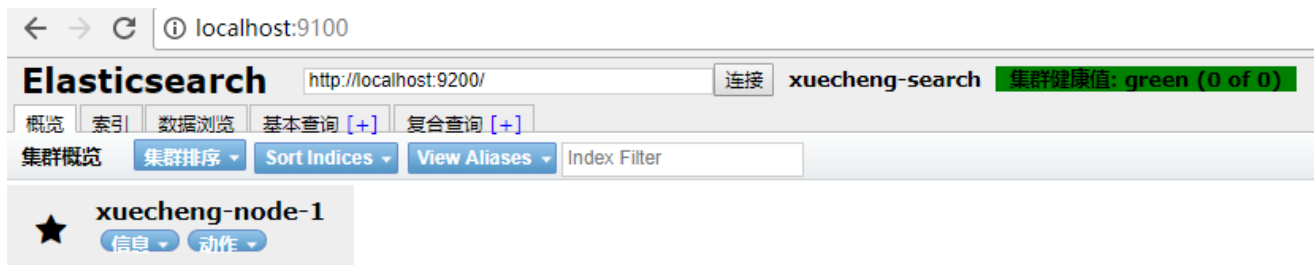 localhost:9100
Elasticsearch http://localhost:9200/ 连接 xuecheng-search 集群健康值: green (0 of 0)
概览 索引 数据浏览 基本查询 [+] 复合查询 [+]
集群概览 集群排序 Sort Indices View Aliases Index Filter
xuecheng-node-1
信息 动作